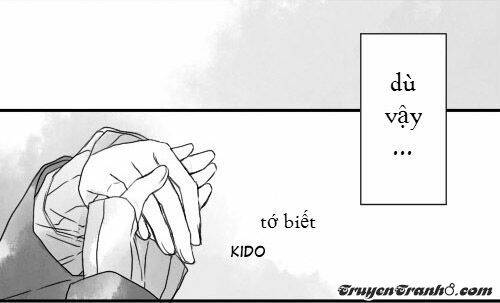 dù
vậy
...
tớ biết
KIDO
TruyenTranh8.com